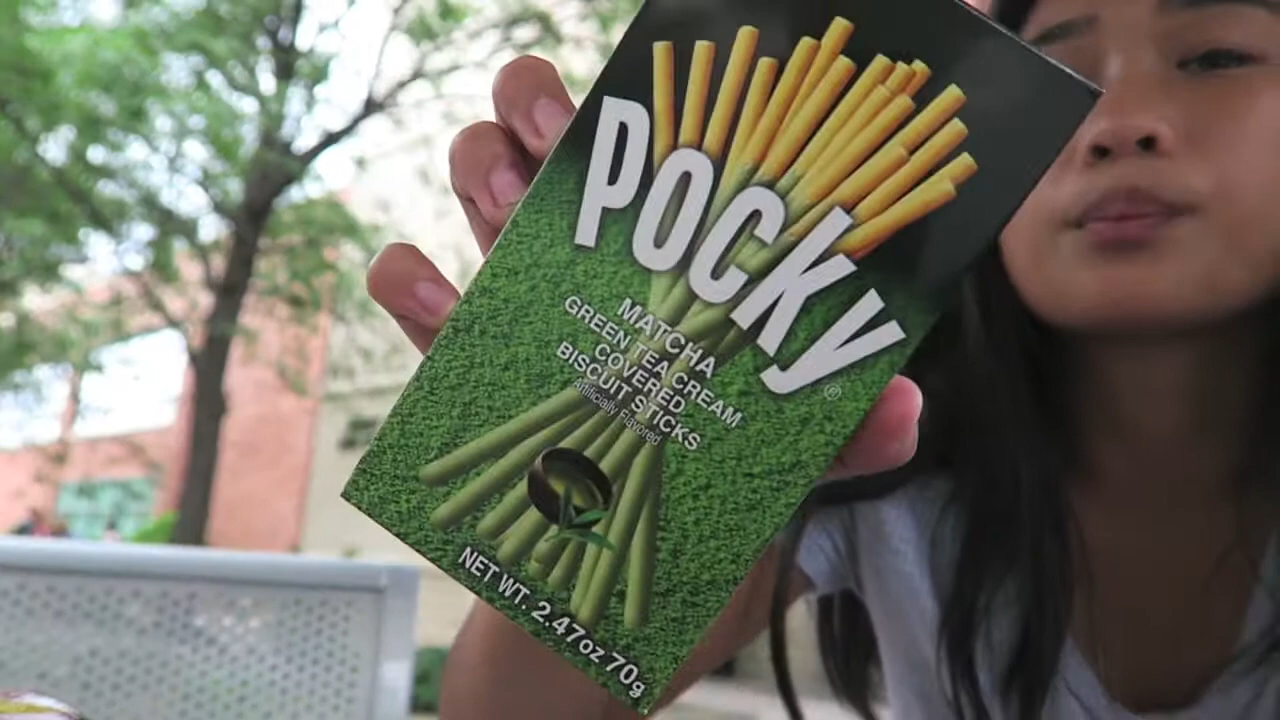 POCKY
®
MATCHA
GREEN TEA CREAM
COVERED
BISCUIT STICKS
Artificially Flavored
NET WT. 2.47oz 70g